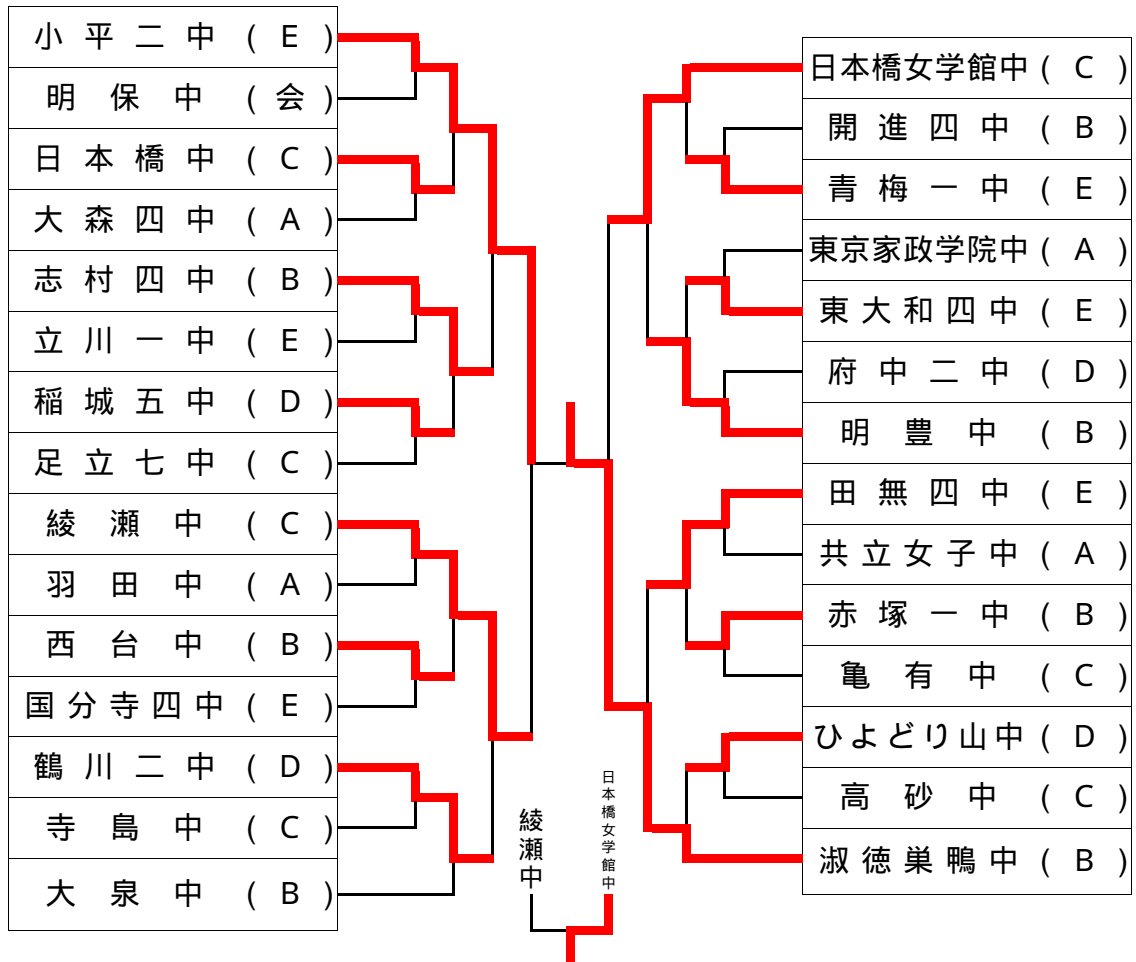 小平二中 ( E )
明保中 ( 会 )
日本橋中 ( C )
大森四中 ( A )
志村四中 ( B )
立川一中 ( E )
稲城五中 ( D )
足立七中 ( C )
綾瀬中 ( C )
羽田中 ( A )
西台中 ( B )
国分寺四中 ( E )
鶴川二中 ( D )
寺島中 ( C )
大泉中 ( B )
綾瀬中
日本橋女学館中
日本橋女学館中 ( C )
開進四中 ( B )
青梅一中 ( E )
東京家政学院中 ( A )
東大和四中 ( E )
府中二中 ( D )
明豊中 ( B )
田無四中 ( E )
共立女子中 ( A )
赤塚一中 ( B )
亀有中 ( C )
ひよどり山中 ( D )
高砂中 ( C )
淑徳巣鴨中 ( B )